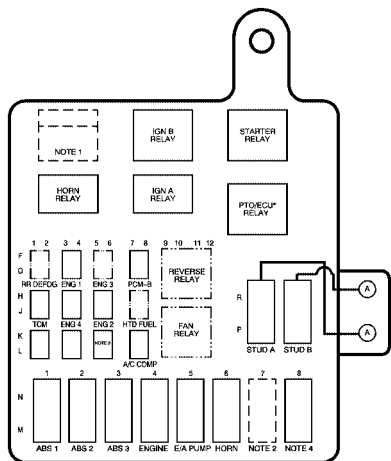 NOTE 1
IGN B
RELAY
STARTER
RELAY
HORN
RELAY
IGN A
RELAY
PTO/ECU*
RELAY
1 2 3 4 5 6 7 8 9 10 11 12
F
G
RR DEFOG ENG 1 ENG 3 PCM-B
REVERSE
RELAY
H
J
TCM ENG 4 ENG 2 HTD FUEL
K
L
NOTE 3
A/C COMP
FAN
RELAY
R
P
STUD A STUD B
A
A
1 2 3 4 5 6 7 8
N
M
ABS 1 ABS 2 ABS 3 ENGINE E/A PUMP HORN NOTE 2 NOTE 4